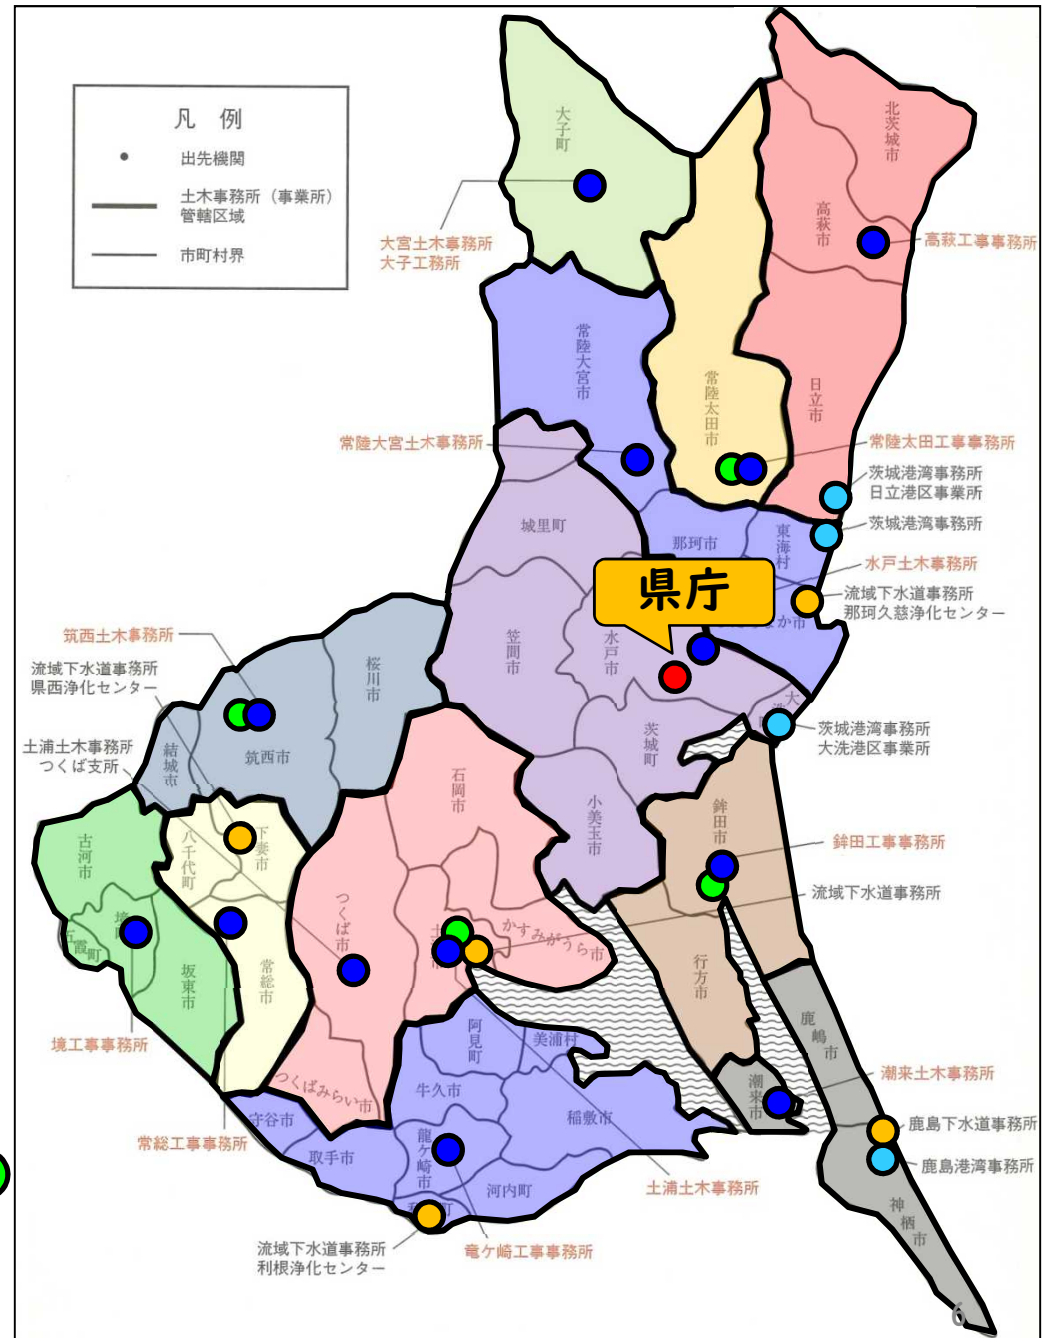 凡 例
出先機関
土木事務所（事業所）
管轄区域
市町村界
大子町
北茨城市
高萩市
高萩工事事務所
大宮土木事務所
大子工務所
常陸大宮市
常陸太田市
日立市
常陸大宮土木事務所
常陸太田工事事務所
茨城港湾事務所
日立港区事業所
茨城港湾事務所
城里町
那珂市
東海村
水戸土木事務所
県庁
流域下水道事務所
那珂久慈浄化センター
か市
笠間市
水戸市
筑西土木事務所
流域下水道事務所
県西浄化センター
桜川市
大
茨城港湾事務所
大洗港区事業所
茨城町
土浦土木事務所
つくば支所
結城市
筑西市
石岡市
小美玉市
鉾田市
鉾田工事事務所
古河市
八千代町
下妻市
流域下水道事務所
つくば市
かすみがうら市
土
市
境
五霞町
坂東市
常総市
行方市
鹿嶋市
境工事事務所
阿見町
美浦村
潮来市
潮来土木事務所
つくばみらい市
牛久市
稲敷市
守谷市
鹿島下水道事務所
常総工事事務所
取手市
龍ケ崎市
鹿島港湾事務所
河内町
土浦土木事務所
町
神栖市
流域下水道事務所
利根浄化センター
竜ケ崎工事事務所
6